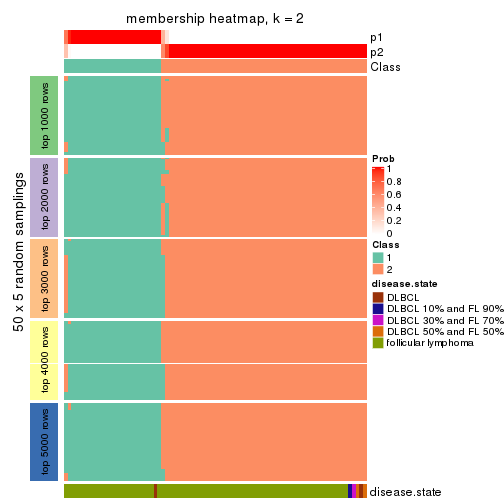 membership heatmap, k = 2
p1
p2
Class
50 x 5 random samplings
top 1000 rows
top 2000 rows
top 3000 rows
top 4000 rows
top 5000 rows
Prob
1
0.8
0.6
0.4
0.2
0
Class
1
2
disease.state
DLBCL
DLBCL 10% and FL 90%
DLBCL 30% and FL 70%
DLBCL 50% and FL 50%
follicular lymphoma
disease.state